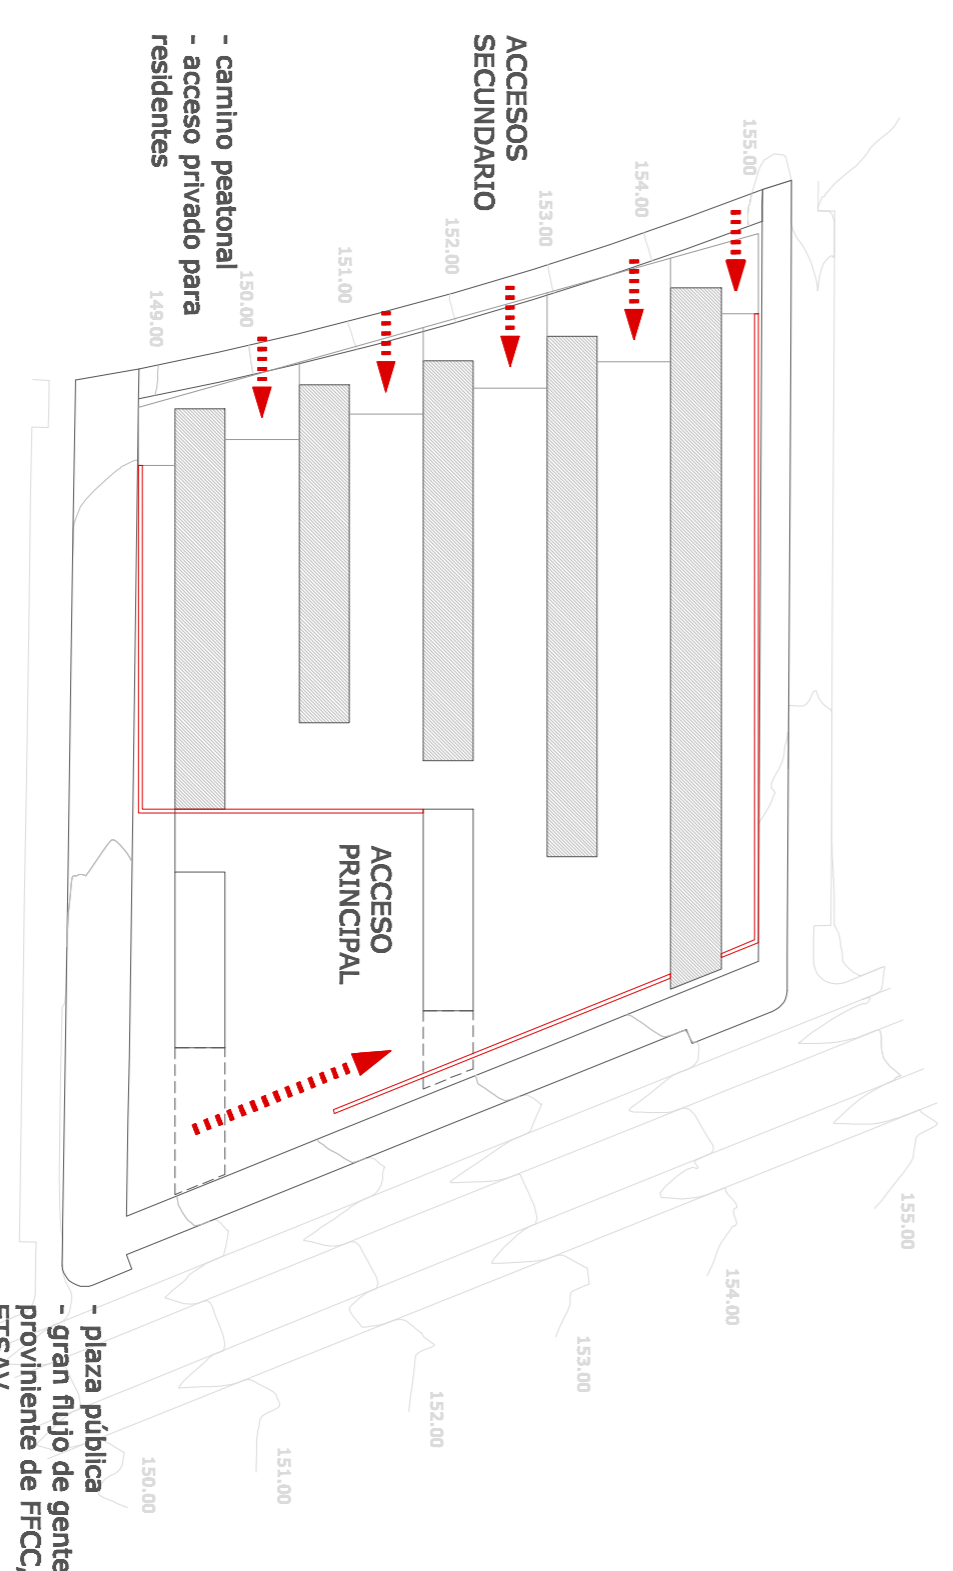 ACCESOS
SECUNDARIO
- camino peatonal
- acceso privado para
residentes
155.00
154.00
153.00
152.00
151.00
150.00
149.00
ACCESO
PRINCIPAL
155.00
154.00
153.00
152.00
151.00
150.00
- plaza pública
- gran flujo de gente
proviniente de FFCC,
ETSAV